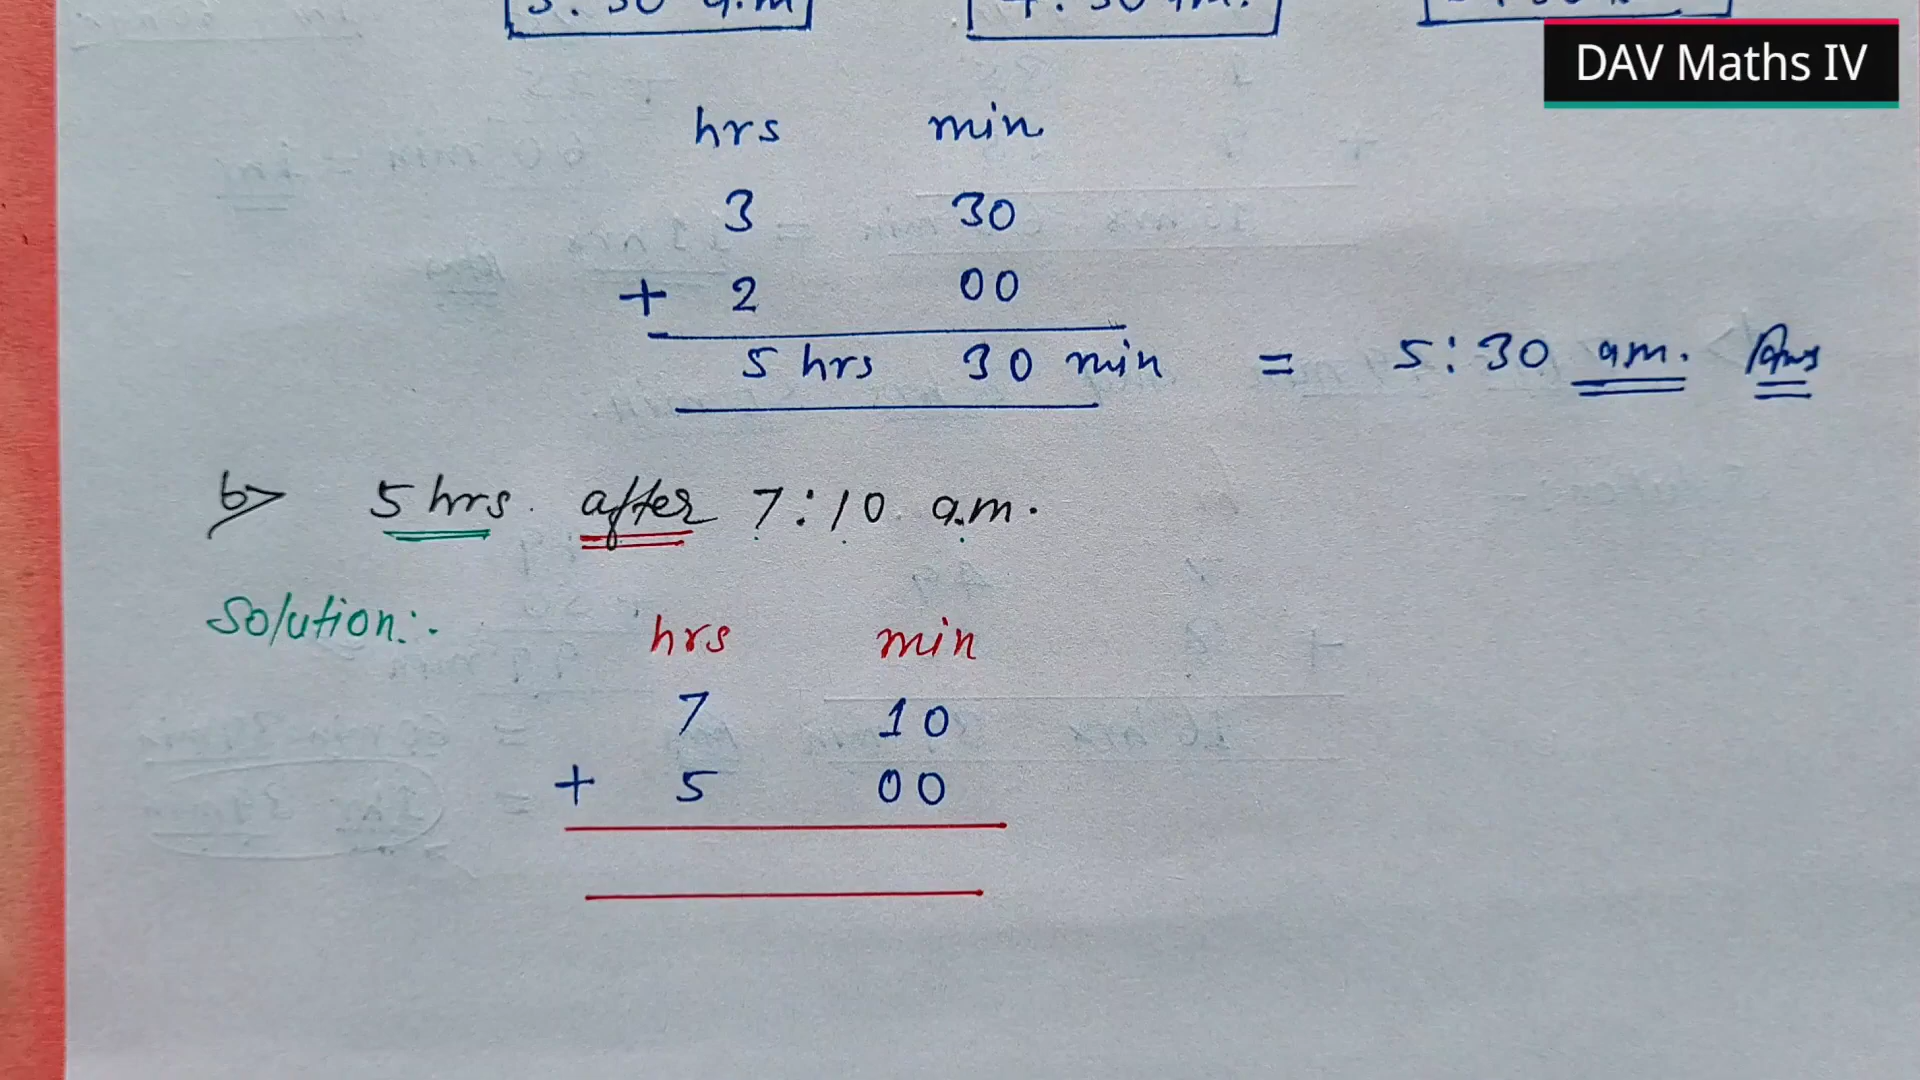 DAV Maths IV
hrs min
3 30
+ 2 00
5 hrs 30 min = 5:30 am. Ans
b> 5 hrs. after 7:10 a.m.
Solution:-
hrs min
7 10
+ 5 00